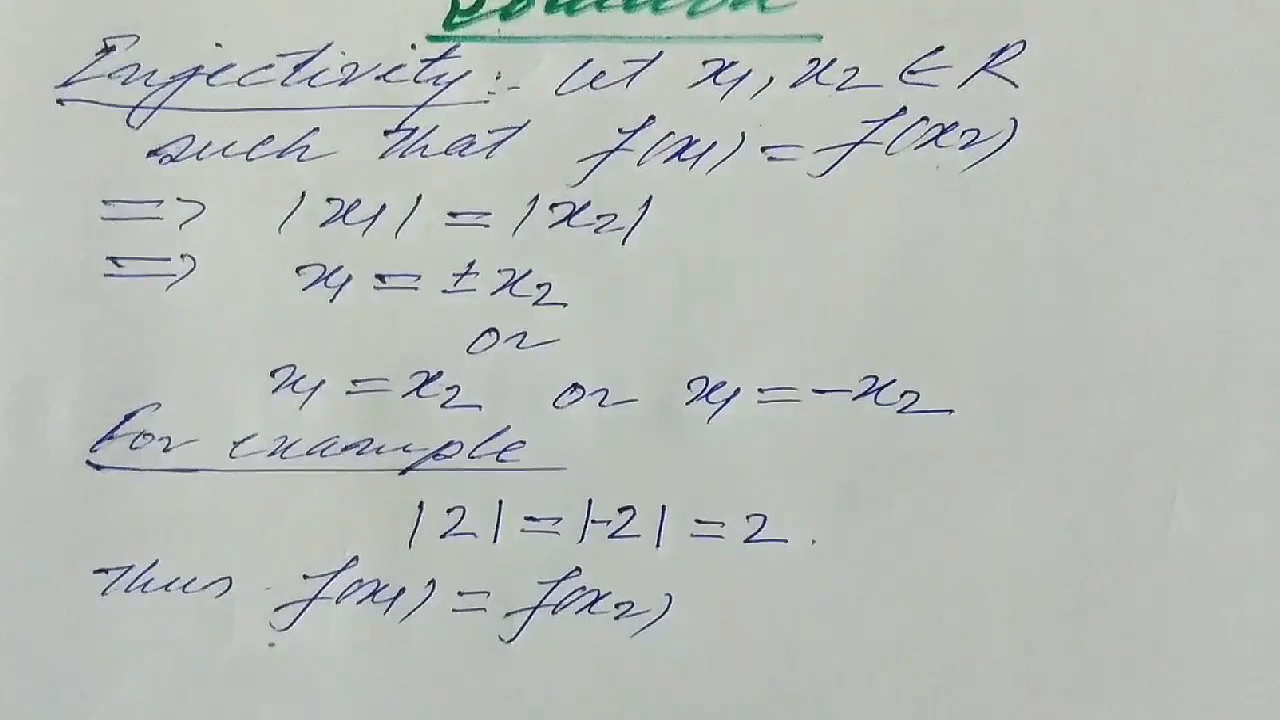 Injectivity:- Let x1, x2 ∈ R
such that f(x1) = f(x2)
=> |x1| = |x2|
=> x1 = ±x2
or
x1 = x2 or x1 = -x2
For example
|2| = |-2| = 2.
Thus f(x1) = f(x2)